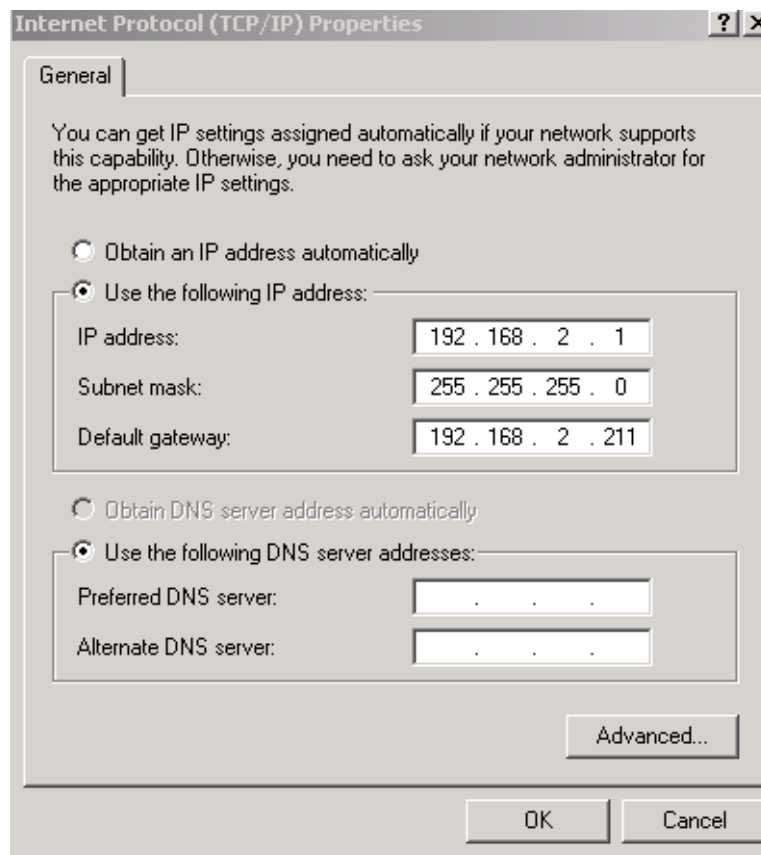 Internet Protocol (TCP/IP) Properties ? X
General
You can get IP settings assigned automatically if your network supports
this capability. Otherwise, you need to ask your network administrator for
the appropriate IP settings.
Obtain an IP address automatically
Use the following IP address:
IP address: 192 . 168 . 2 . 1
Subnet mask: 255 . 255 . 255 . 0
Default gateway: 192 . 168 . 2 . 211
Obtain DNS server address automatically
Use the following DNS server addresses:
Preferred DNS server: . . .
Alternate DNS server: . . .
Advanced...
OK Cancel